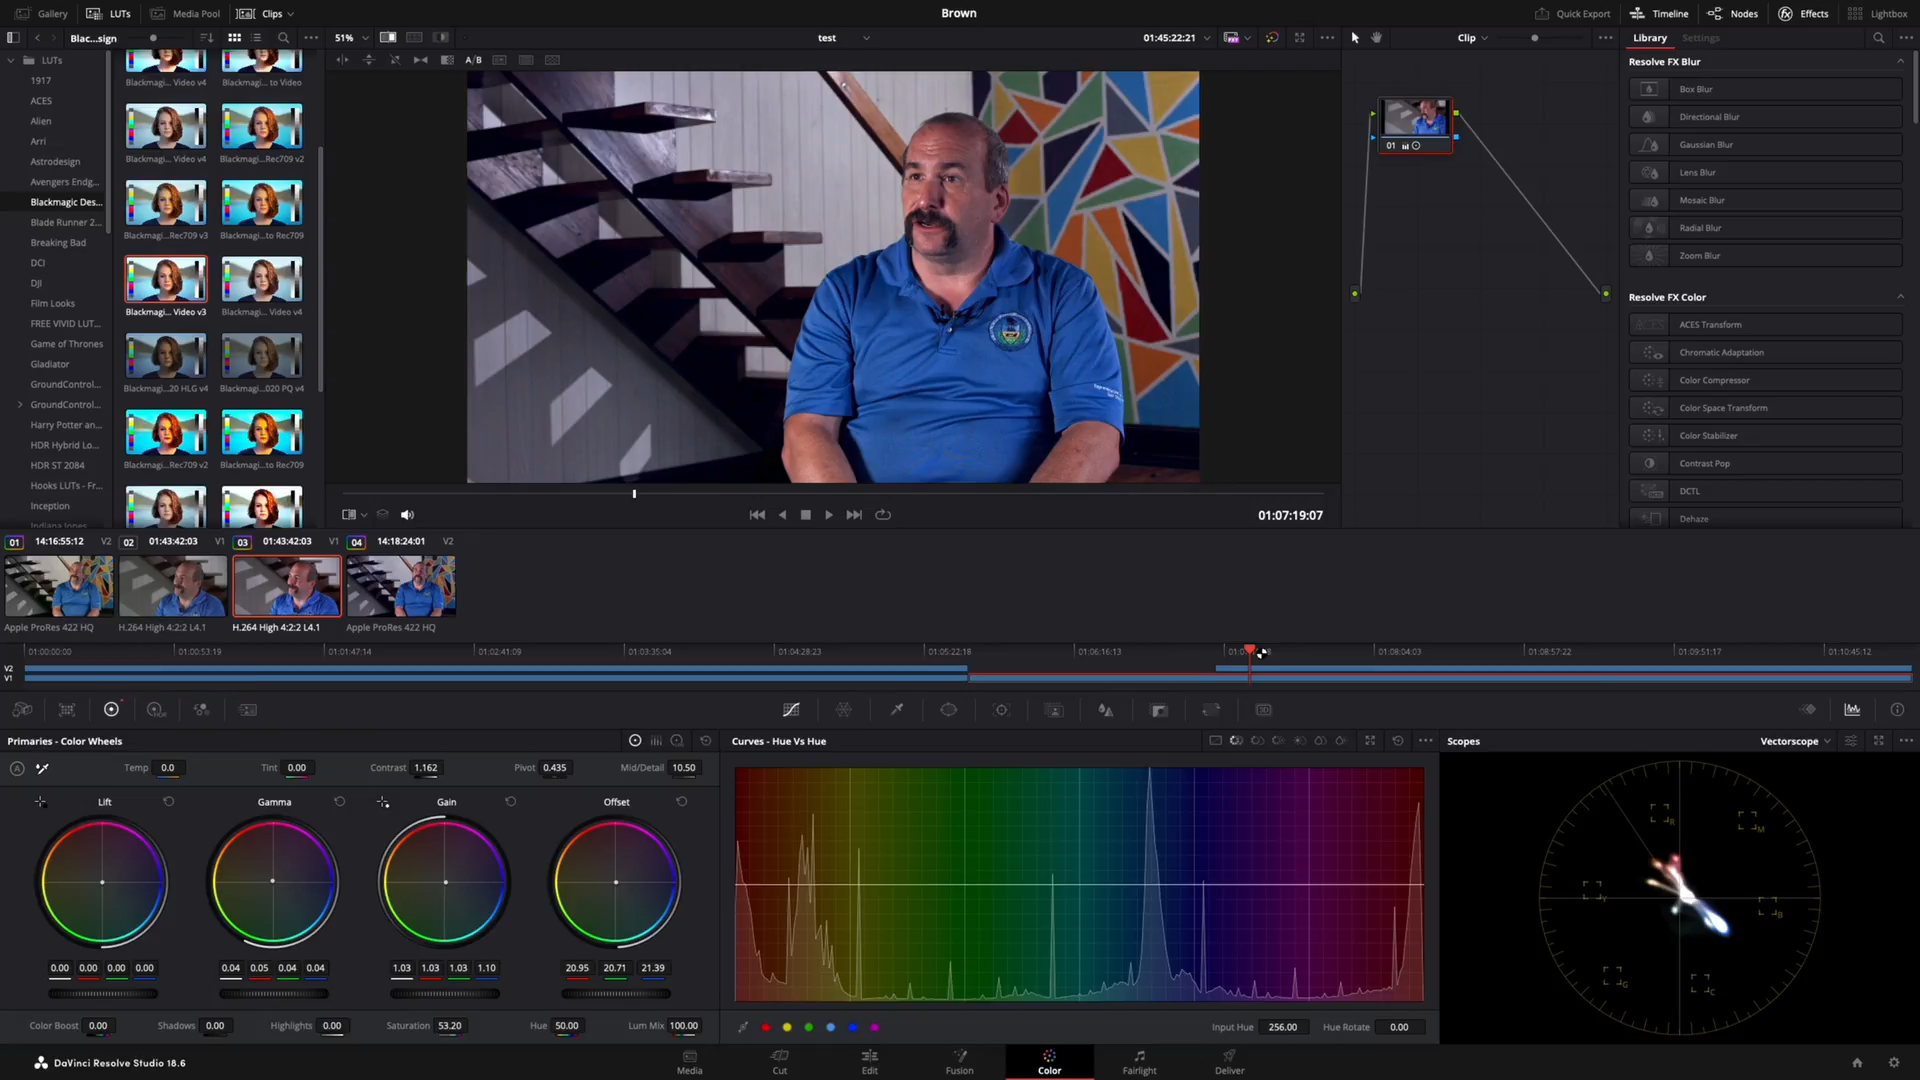 Gallery LUTs Media Pool Clips Brown Quick Export Timeline Nodes Effects Lightbox
Blac...sign 51% test 01:45:22:21 Clip Library Settings
A/B
LUTs
1917
ACES
Alien
Arri
Astrodesign
Avengers Endg...
Blackmagic Des...
Blade Runner 2...
Breaking Bad
DCI
DJI
Film Looks
FREE VIVID LUT...
Game of Thrones
Gladiator
GroundControl...
GroundControl...
Harry Potter an...
HDR Hybrid Lo...
HDR ST 2084
Hooks LUTs - Fr...
Inception
Indiana Jones
Blackmagi... Video v4 Blackmagi... to Video
Blackmagi... Video v4 Blackmagi...Rec709 v2
Blackmagi...Rec709 v3 Blackmagi...to Rec709
Blackmagi... Video v3 Blackmagi... Video v4
Blackmagi...20 HLG v4 Blackmagi...020 PQ v4
Blackmagi...Rec709 v2 Blackmagi...to Rec709
01:07:19:07
01
Resolve FX Blur
Box Blur
Directional Blur
Gaussian Blur
Lens Blur
Mosaic Blur
Radial Blur
Zoom Blur
Resolve FX Color
ACES Transform
Chromatic Adaptation
Color Compressor
Color Space Transform
Color Stabilizer
Contrast Pop
DCTL
Dehaze
01 14:16:55:12 V2 02 01:43:42:03 V1 03 01:43:42:03 V1 04 14:18:24:01 V2
Apple ProRes 422 HQ H.264 High 4:2:2 L4.1 H.264 High 4:2:2 L4.1 Apple ProRes 422 HQ
01:00:00:00 01:00:53:19 01:01:47:14 01:02:41:09 01:03:35:04 01:04:28:23 01:05:22:18 01:06:16:13 01:08:04:03 01:08:57:22 01:09:51:17 01:10:45:12
V2
V1
HDR 3D
Primaries - Color Wheels Curves - Hue Vs Hue Scopes Vectorscope
A Temp 0.0 Tint 0.00 Contrast 1.162 Pivot 0.435 Mid/Detail 10.50
Lift Gamma Gain Offset
R M Y B G C
0.00 0.00 0.00 0.00 0.04 0.05 0.04 0.04 1.03 1.03 1.03 1.10 20.95 20.71 21.39
Color Boost 0.00 Shadows 0.00 Highlights 0.00 Saturation 53.20 Hue 50.00 Lum Mix 100.00 Input Hue 256.00 Hue Rotate 0.00
DaVinci Resolve Studio 18.6 Media Cut Edit Fusion Color Fairlight Deliver